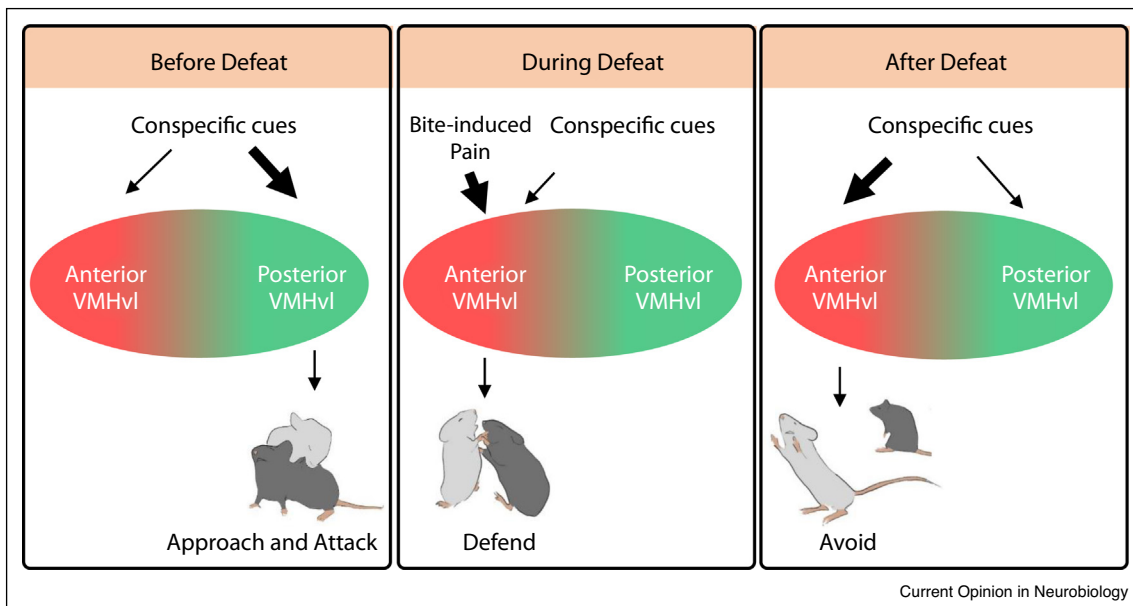 Before Defeat
Conspecific cues
Anterior
VMHvl
Posterior
VMHvl
Approach and Attack
During Defeat
Bite-induced
Pain
Conspecific cues
Anterior
VMHvl
Posterior
VMHvl
Defend
After Defeat
Conspecific cues
Anterior
VMHvl
Posterior
VMHvl
Avoid
Current Opinion in Neurobiology